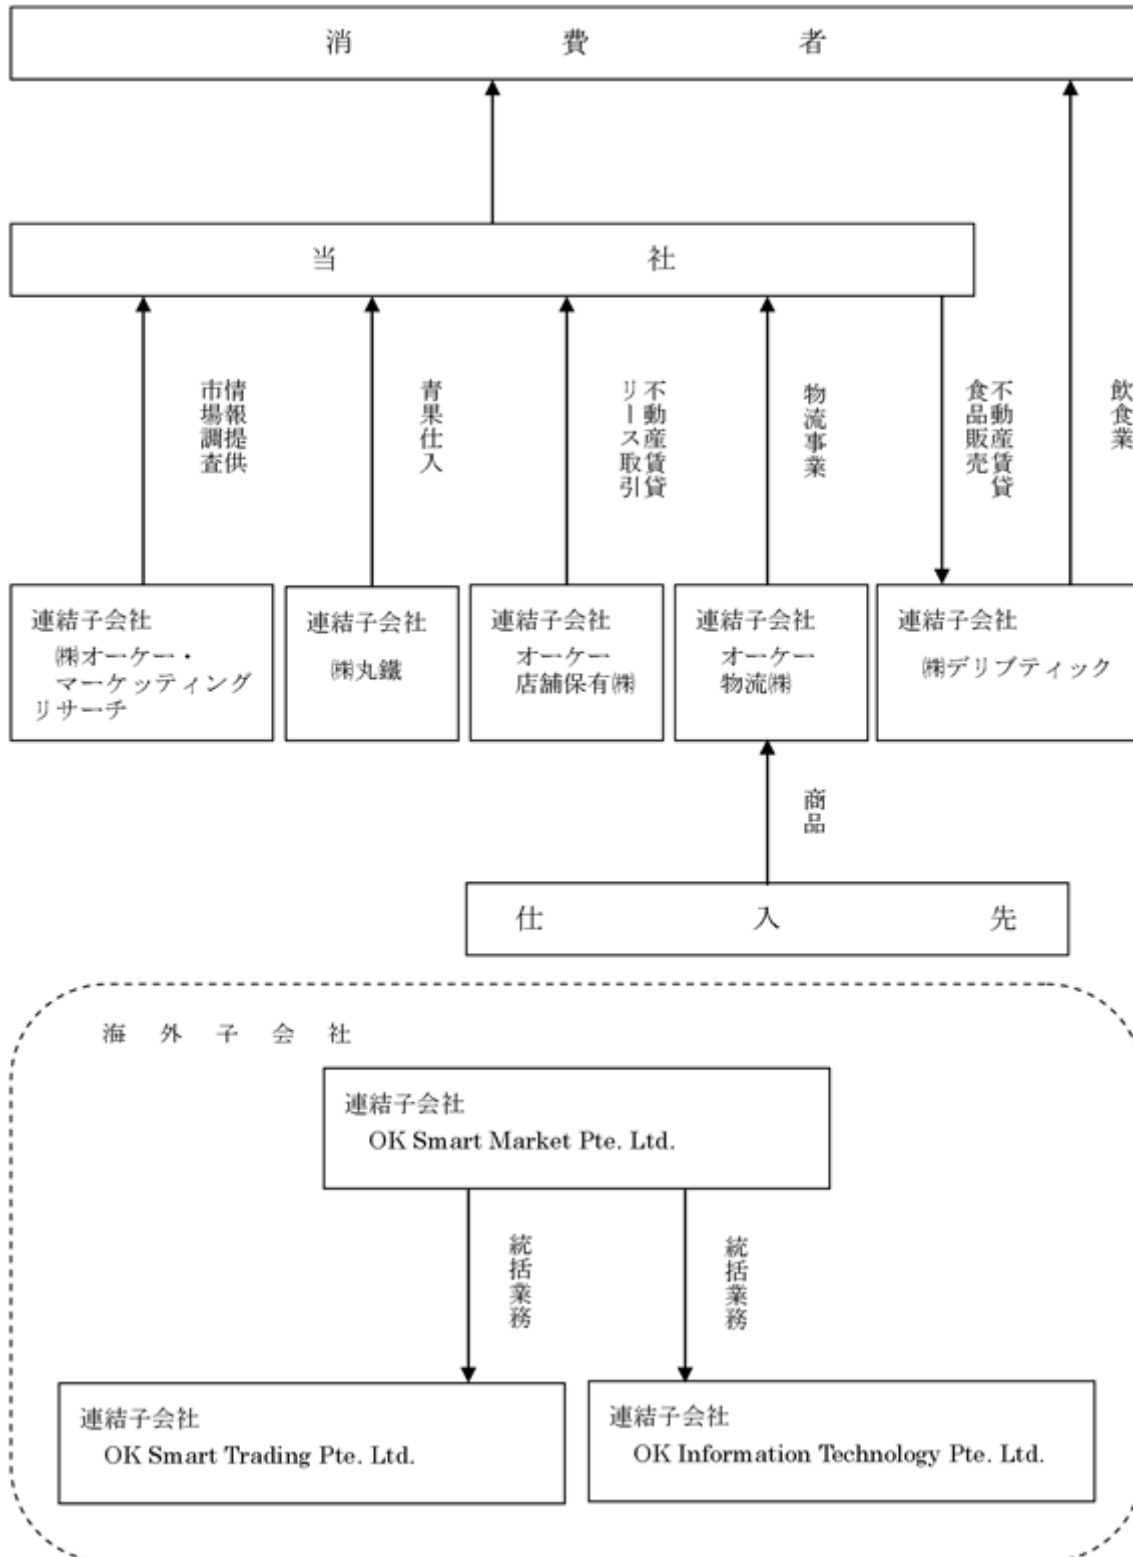 消費者
当社
情報提供
市場調査
青果仕入
不動産賃貸
リース取引
物流事業
不動産賃貸
食品販売
飲食業
連結子会社
㈱オーケー・
マーケッティング
リサーチ
連結子会社
㈱丸鐵
連結子会社
オーケー
店舗保有㈱
連結子会社
オーケー
物流㈱
連結子会社
㈱デリブティック
商品
仕入先
海外子会社
連結子会社
OK Smart Market Pte. Ltd.
統括業務
統括業務
連結子会社
OK Smart Trading Pte. Ltd.
連結子会社
OK Information Technology Pte. Ltd.